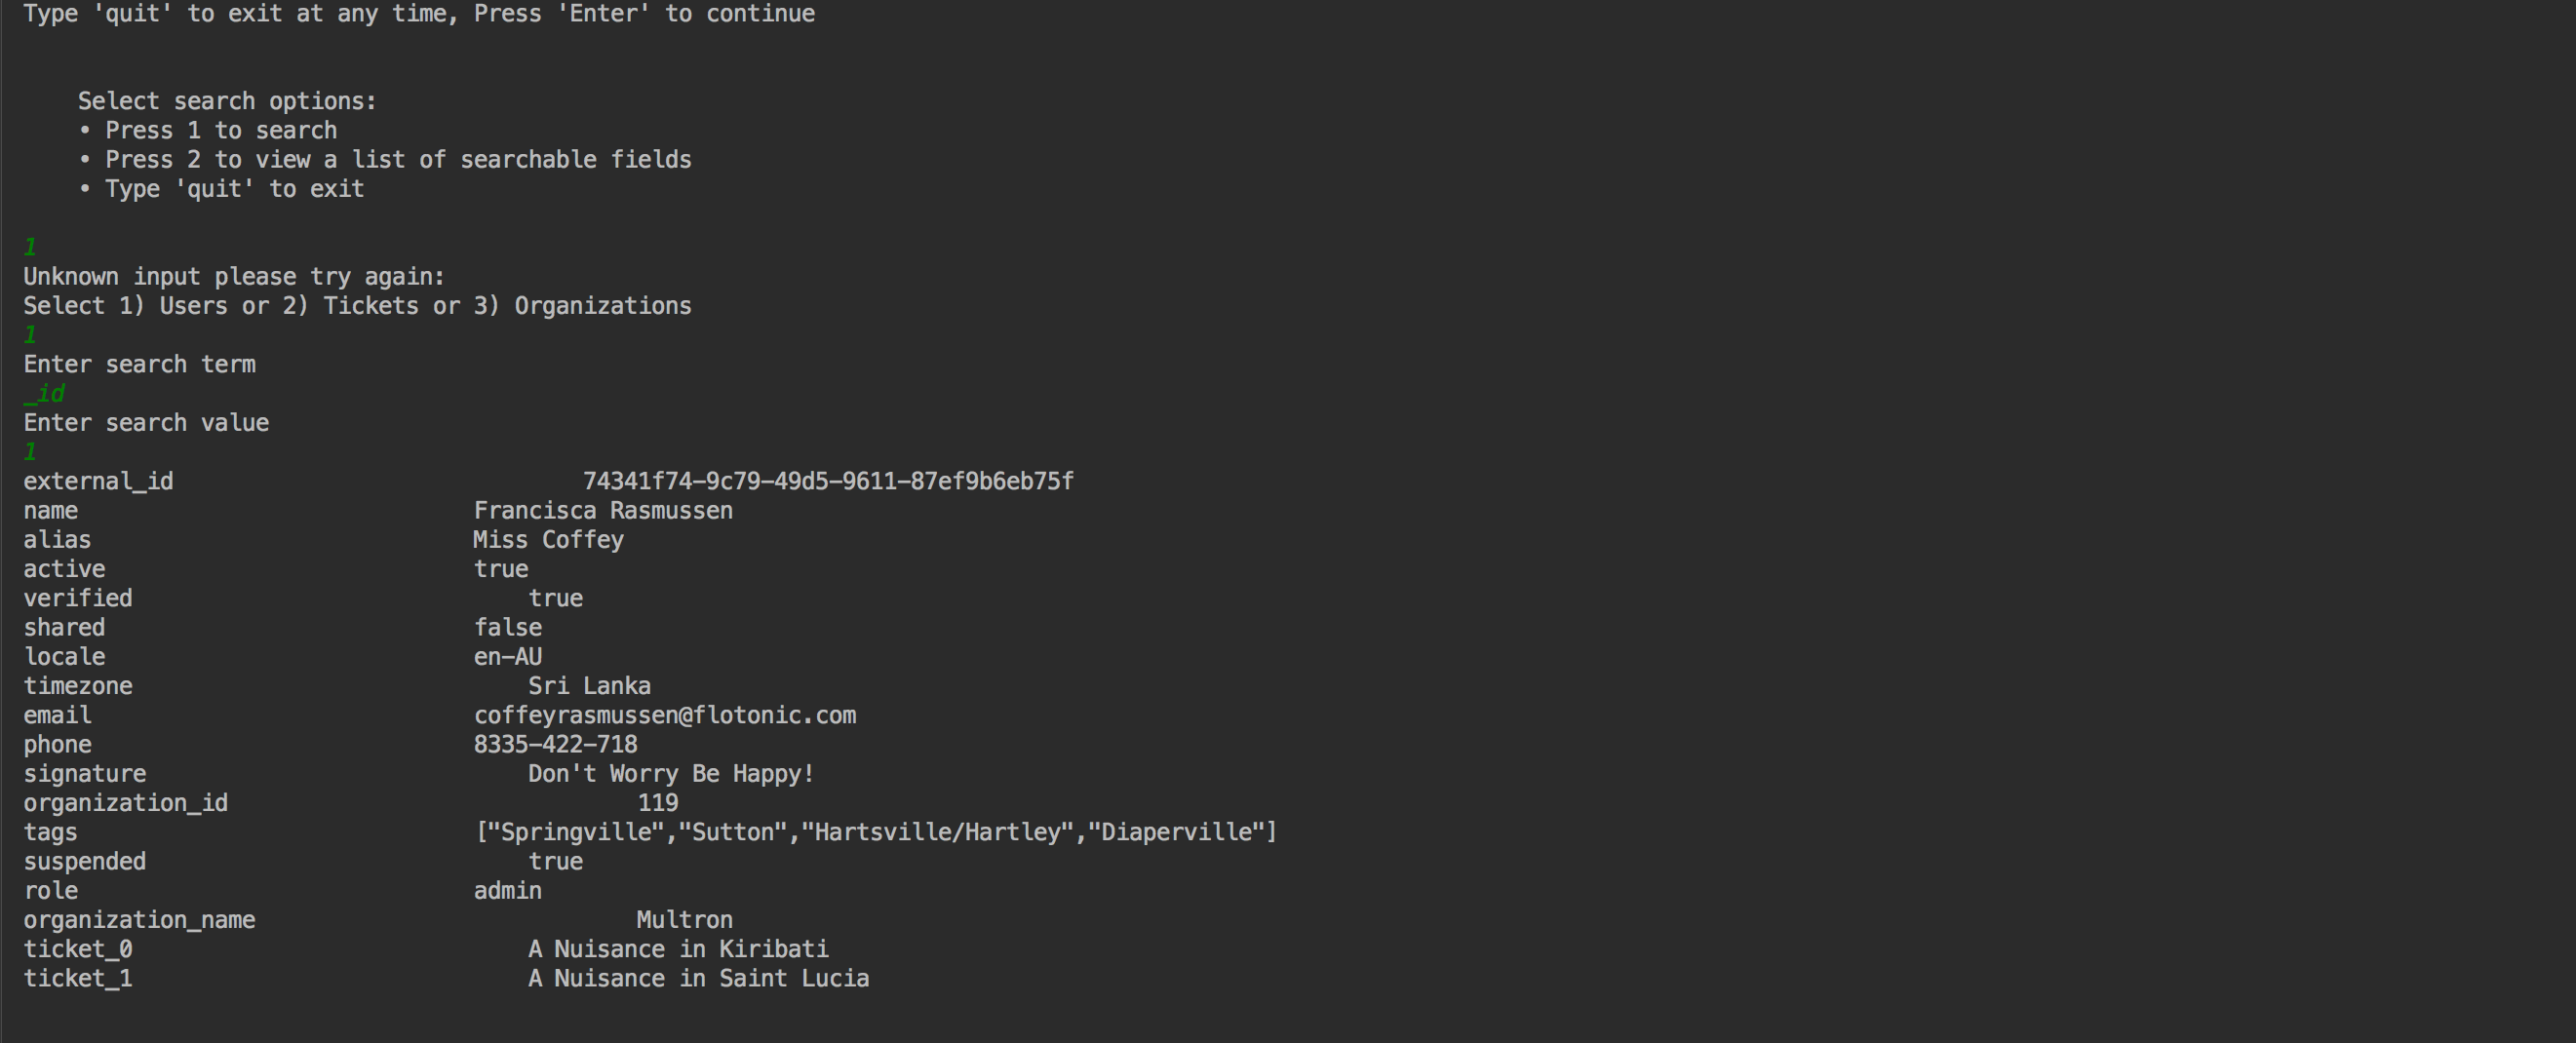 Type 'quit' to exit at any time, Press 'Enter' to continue
Select search options:
• Press 1 to search
• Press 2 to view a list of searchable fields
• Type 'quit' to exit
1
Unknown input please try again:
Select 1) Users or 2) Tickets or 3) Organizations
1
Enter search term
_id
Enter search value
1
external_id 74341f74-9c79-49d5-9611-87ef9b6eb75f
name Francisca Rasmussen
alias Miss Coffey
active true
verified true
shared false
locale en-AU
timezone Sri Lanka
email coffeyrasmussen@flotonic.com
phone 8335-422-718
signature Don't Worry Be Happy!
organization_id 119
tags ["Springville","Sutton","Hartsville/Hartley","Diaperville"]
suspended true
role admin
organization_name Multron
ticket_0 A Nuisance in Kiribati
ticket_1 A Nuisance in Saint Lucia